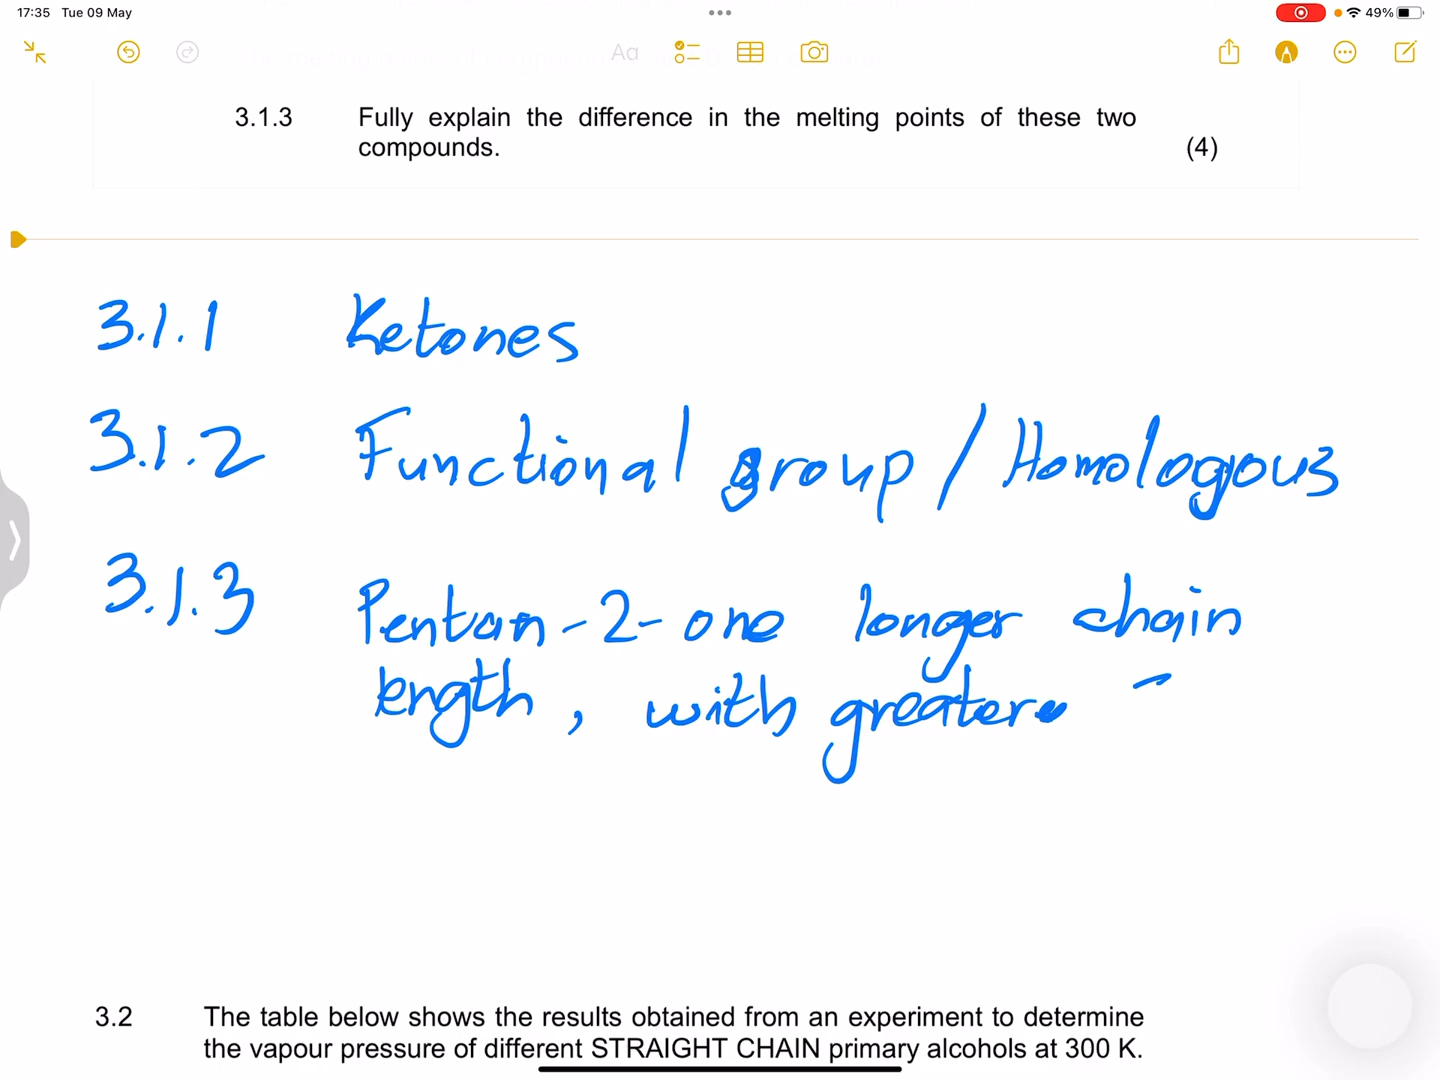 17:35 Tue 09 May
49%
Aa
3.1.3 Fully explain the difference in the melting points of these two
compounds. (4)
3.1.1 Ketones
3.1.2 Functional group / Homologous
3.1.3 Pentan-2-one longer chain
length, with greater
3.2 The table below shows the results obtained from an experiment to determine
the vapour pressure of different STRAIGHT CHAIN primary alcohols at 300 K.